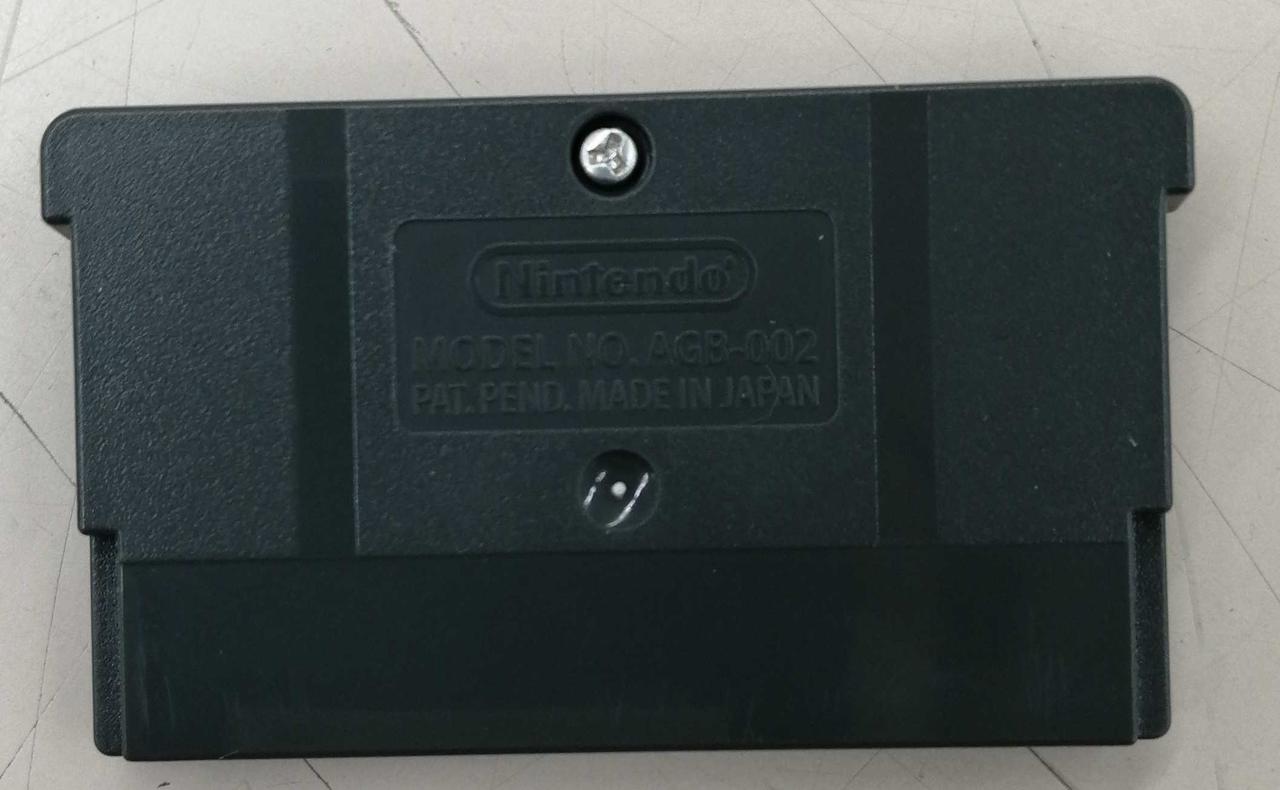 Nintendo®
MODEL NO. AGB-002
PAT. PEND. MADE IN JAPAN